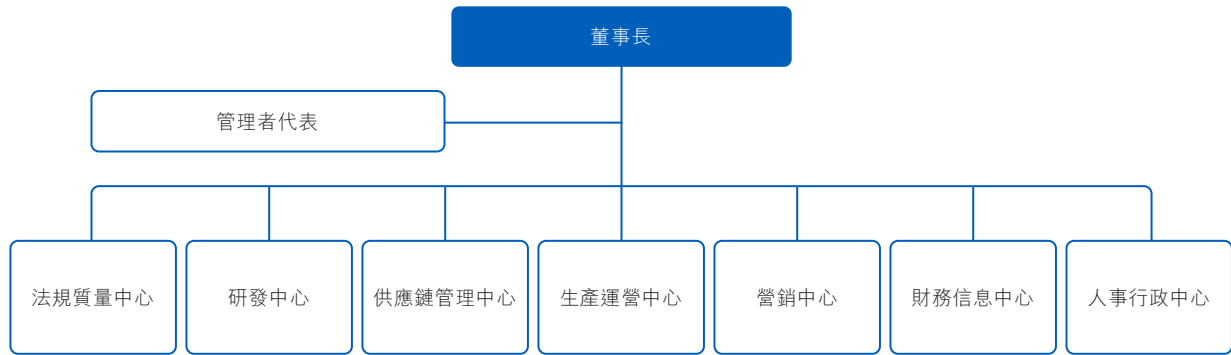 董事長
管理者代表
法規質量中心
研發中心
供應鏈管理中心
生產運營中心
營銷中心
財務信息中心
人事行政中心